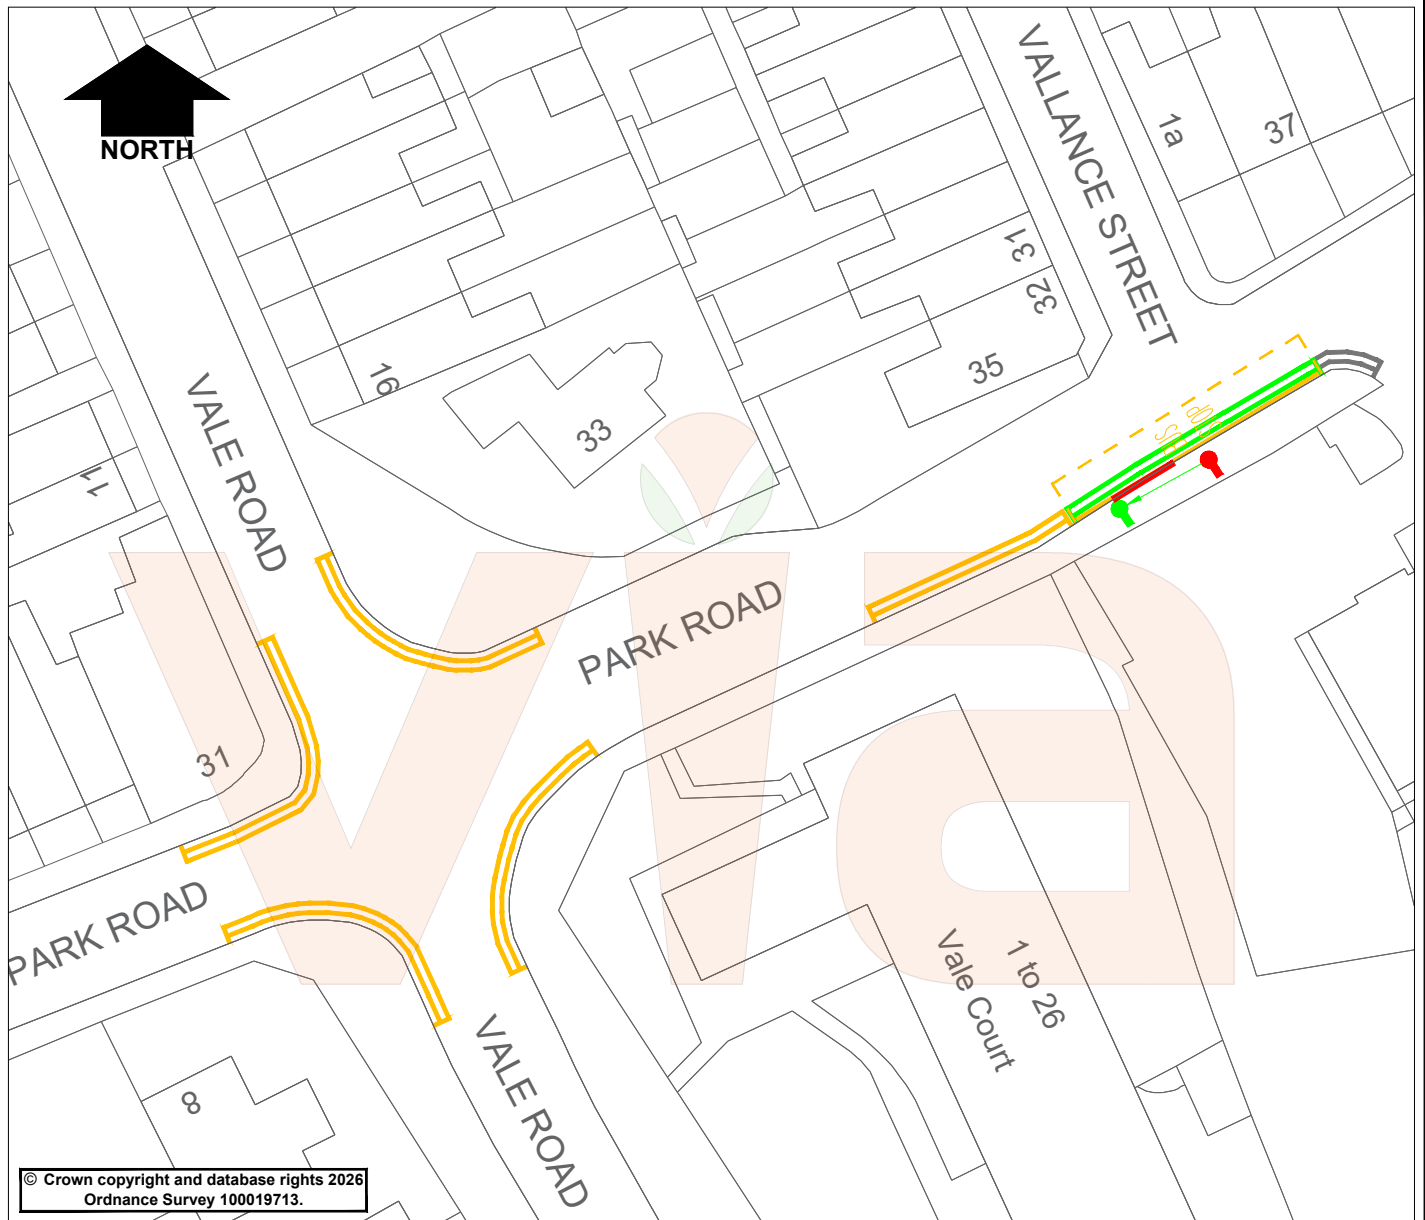 NORTH
VALLANCE STREET
1a
37
31
32
35
16
33
VALE ROAD
11
PARK ROAD
31
PARK ROAD
1 to 26
Vale Court
VALE ROAD
8
via
© Crown copyright and database rights 2026
Ordnance Survey 100019713.